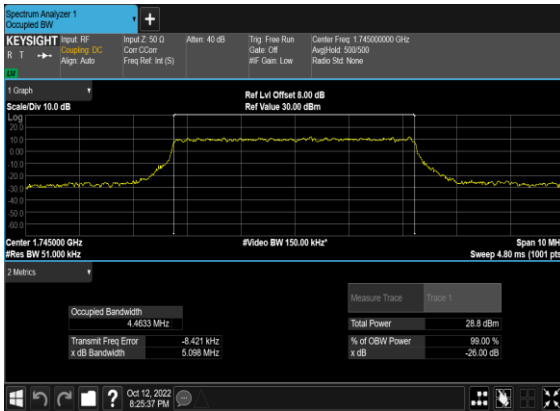 Spectrum Analyzer 1
Occupied BW
KEYSIGHT
R T
Input: RF
Coupling: DC
Align: Auto
Input Z: 50 Ω
Corr CCorr
Freq Ref: Int (S)
Atten: 40 dB
Trig: Free Run
Gate: Off
#IF Gain: Low
Center Freq: 1.745000000 GHz
Avg|Hold: 500/500
Radio Std: None
1 Graph
Scale/Div 10.0 dB
Ref Lvl Offset 8.00 dB
Ref Value 30.00 dBm
Log
20.0
10.0
0.00
-10.0
-20.0
-30.0
-40.0
-50.0
-60.0
Center 1.745000 GHz
#Video BW 150.00 kHz*
Span 10 MH
#Res BW 51.000 kHz
Sweep 4.80 ms (1001 pts
2 Metrics
Measure Trace Trace 1
Occupied Bandwidth
4.4633 MHz
Total Power 28.8 dBm
Transmit Freq Error -8.421 kHz
% of OBW Power 99.00 %
x dB Bandwidth 5.098 MHz
x dB -26.00 dB
?
Oct 12, 2022
8:25:37 PM